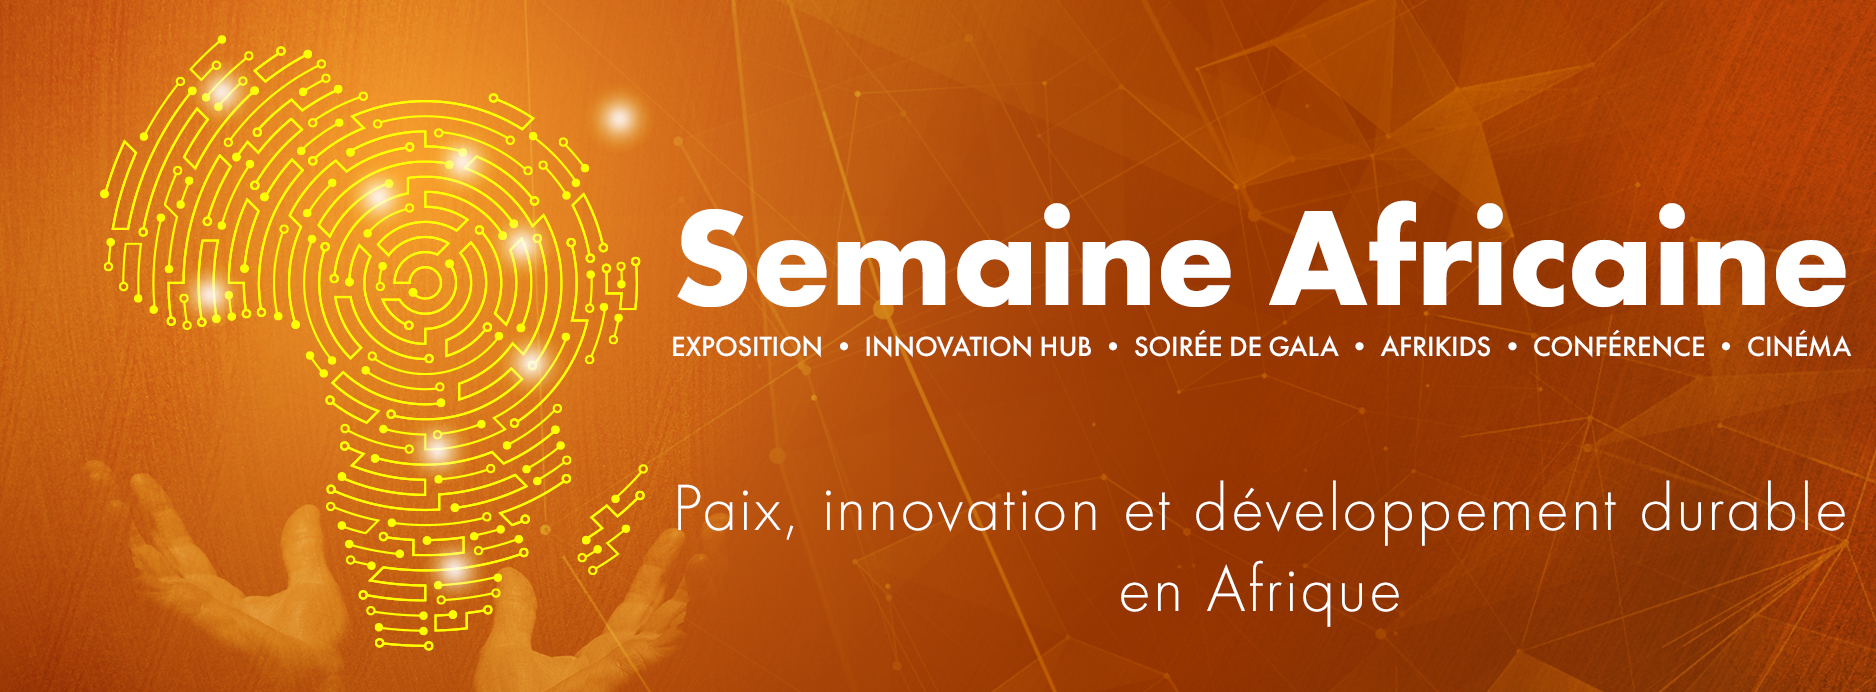 Semaine Africaine
EXPOSITION • INNOVATION HUB • SOIRÉE DE GALA • AFRIKIDS • CONFÉRENCE • CINÉMA
Paix, innovation et développement durable
en Afrique